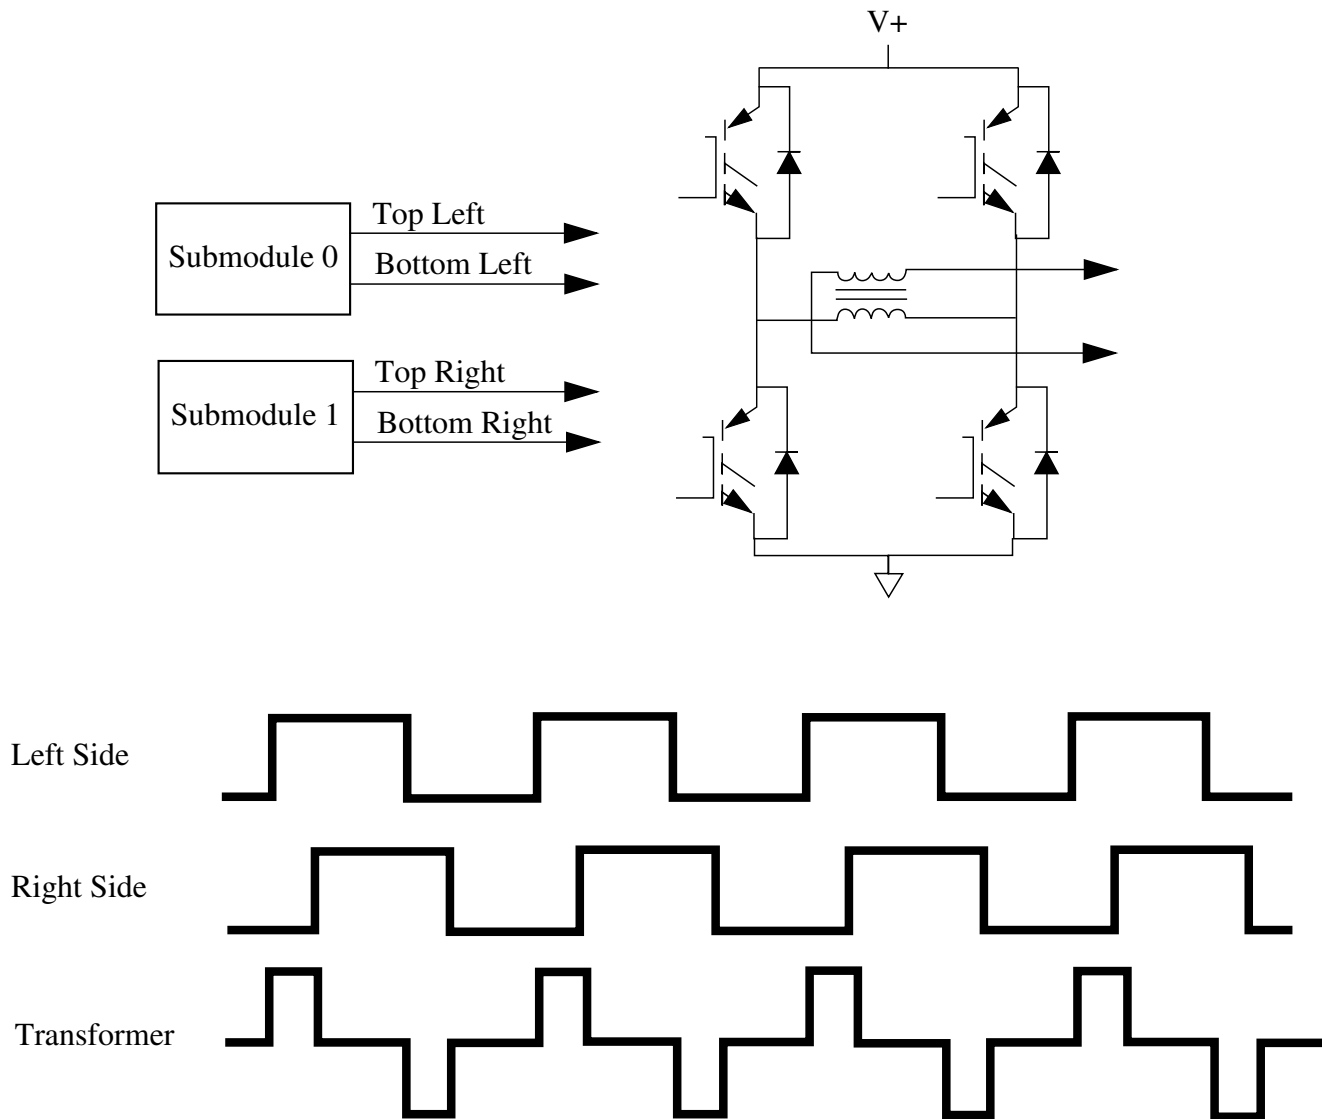 V+
Top Left
Submodule 0
Bottom Left
Top Right
Submodule 1
Bottom Right
Left Side
Right Side
Transformer